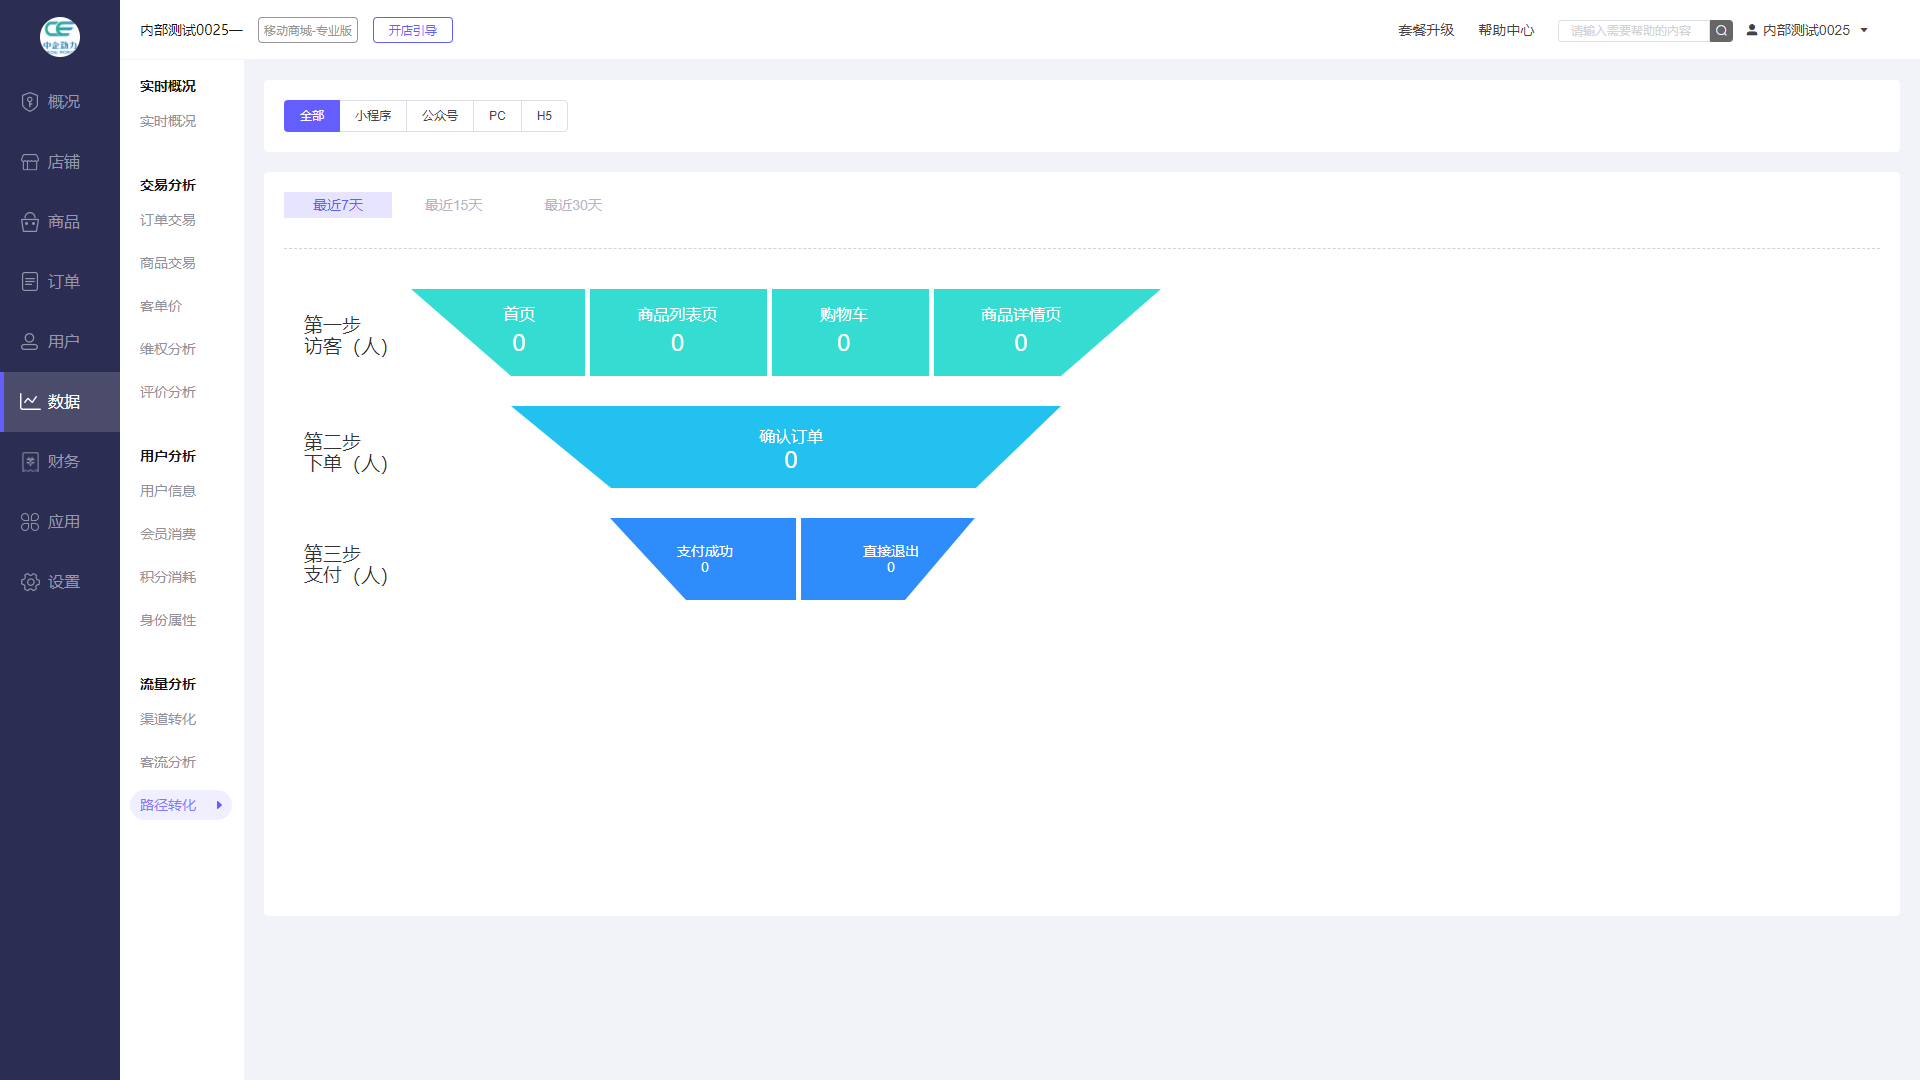 中企动力
内部测试0025—
移动商城-专业版
开店引导
套餐升级
帮助中心
请输入需要帮助的内容
内部测试0025
概况
店铺
商品
订单
用户
数据
财务
应用
设置
实时概况
实时概况
交易分析
订单交易
商品交易
客单价
维权分析
评价分析
用户分析
用户信息
会员消费
积分消耗
身份属性
流量分析
渠道转化
客流分析
路径转化
全部
小程序
公众号
PC
H5
最近7天
最近15天
最近30天
第一步
访客（人）
首页
0
商品列表页
0
购物车
0
商品详情页
0
第二步
下单（人）
确认订单
0
第三步
支付（人）
支付成功
0
直接退出
0